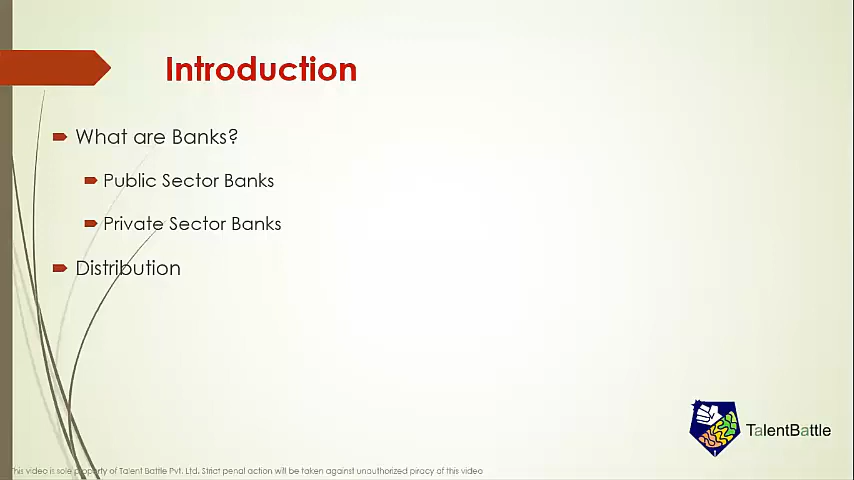 Introduction
What are Banks?
Public Sector Banks
Private Sector Banks
Distribution
TalentBattle
This video is sole property of Talent Battle Pvt. Ltd. Strict penal action will be taken against unauthorized piracy of this video